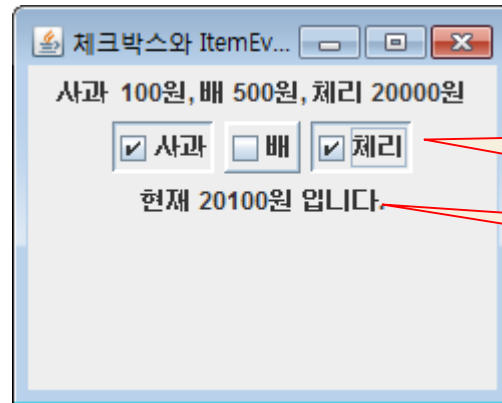 체크박스와 ItemEv...
사과 100원, 배 500원, 체리 20000원
사과 배 체리
현재 20100원 입니다.